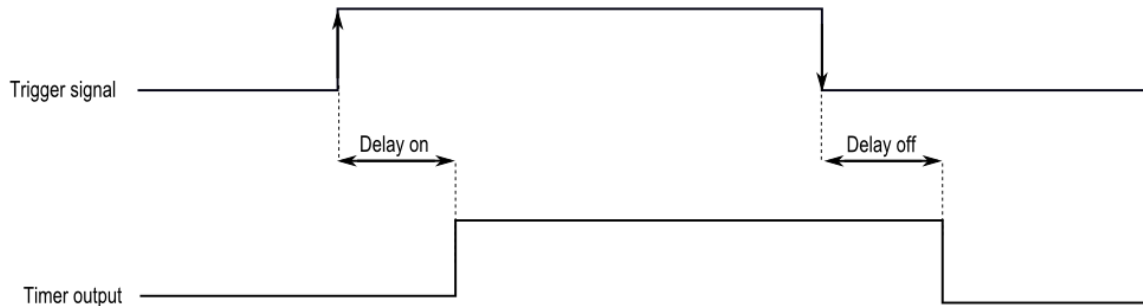 Trigger signal
Delay on
Delay off
Timer output